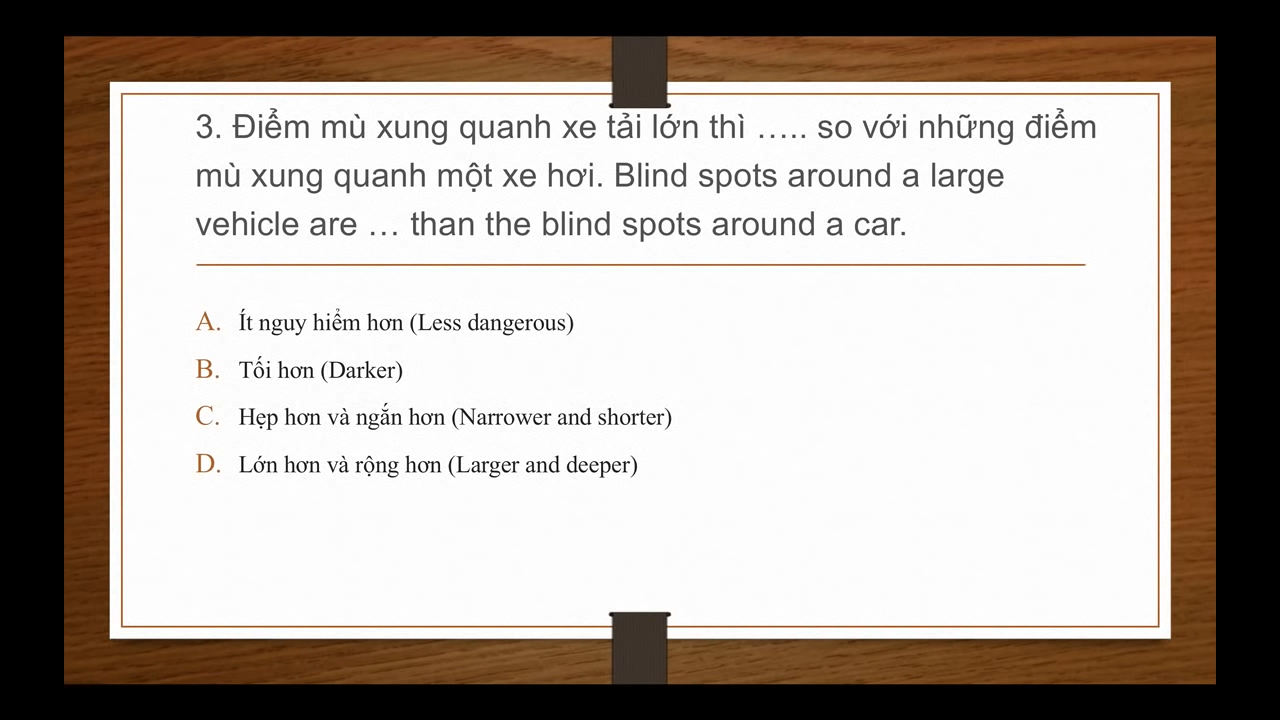 3. Điểm mù xung quanh xe tải lớn thì ….. so với những điểm
mù xung quanh một xe hơi. Blind spots around a large
vehicle are … than the blind spots around a car.
A. Ít nguy hiểm hơn (Less dangerous)
B. Tối hơn (Darker)
C. Hẹp hơn và ngắn hơn (Narrower and shorter)
D. Lớn hơn và rộng hơn (Larger and deeper)